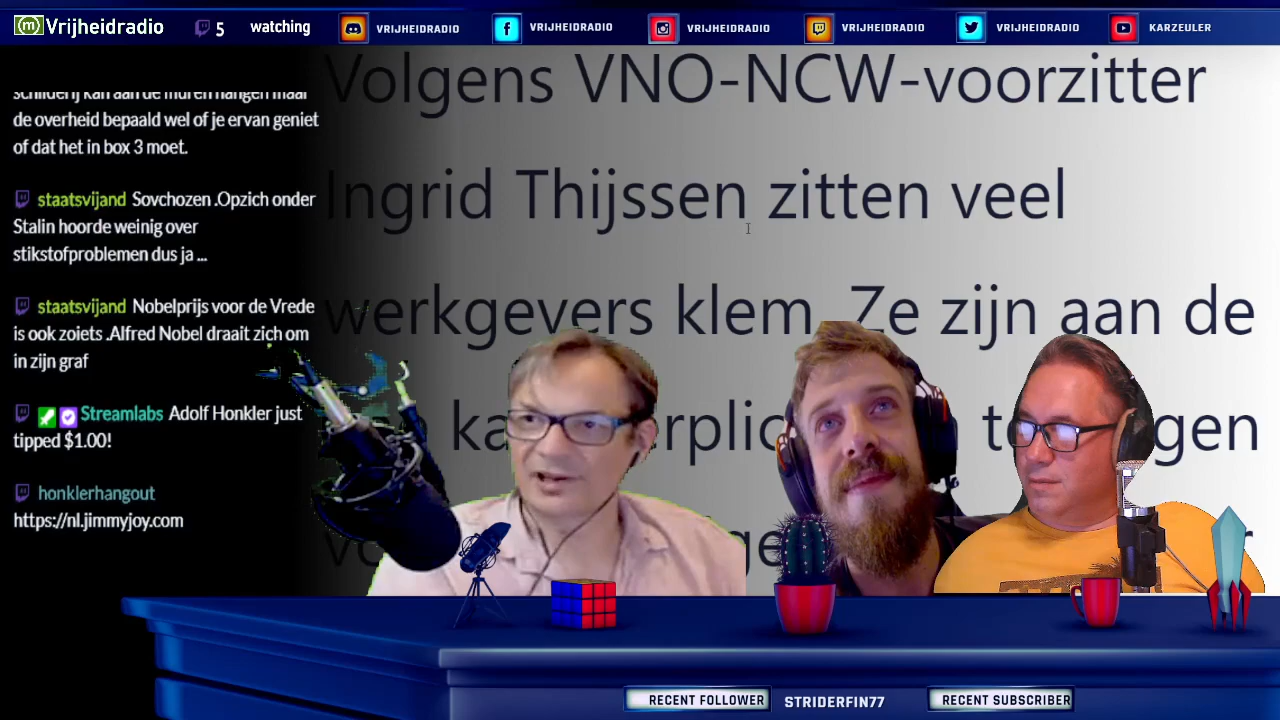 Vrijheidradio
5
watching
VRIJHEIDRADIO
VRIJHEIDRADIO
VRIJHEIDRADIO
VRIJHEIDRADIO
VRIJHEIDRADIO
KARZEULER
schilderij kan aan de muren hangen maar
de overheid bepaald wel of je ervan geniet
of dat het in box 3 moet.
staatsvijand Sovchozen .Opzich onder
Stalin hoorde weinig over
stikstofproblemen dus ja ...
staatsvijand Nobelprijs voor de Vrede
is ook zoiets .Alfred Nobel draait zich om
in zijn graf
Streamlabs Adolf Honkler just
tipped $1.00!
honklerhangout
https://nl.jimmyjoy.com
Volgens VNO-NCW-voorzitter
Ingrid Thijssen zitten veel
werkgevers klem. Ze zijn aan de
RECENT FOLLOWER
STRIDERFIN77
RECENT SUBSCRIBER